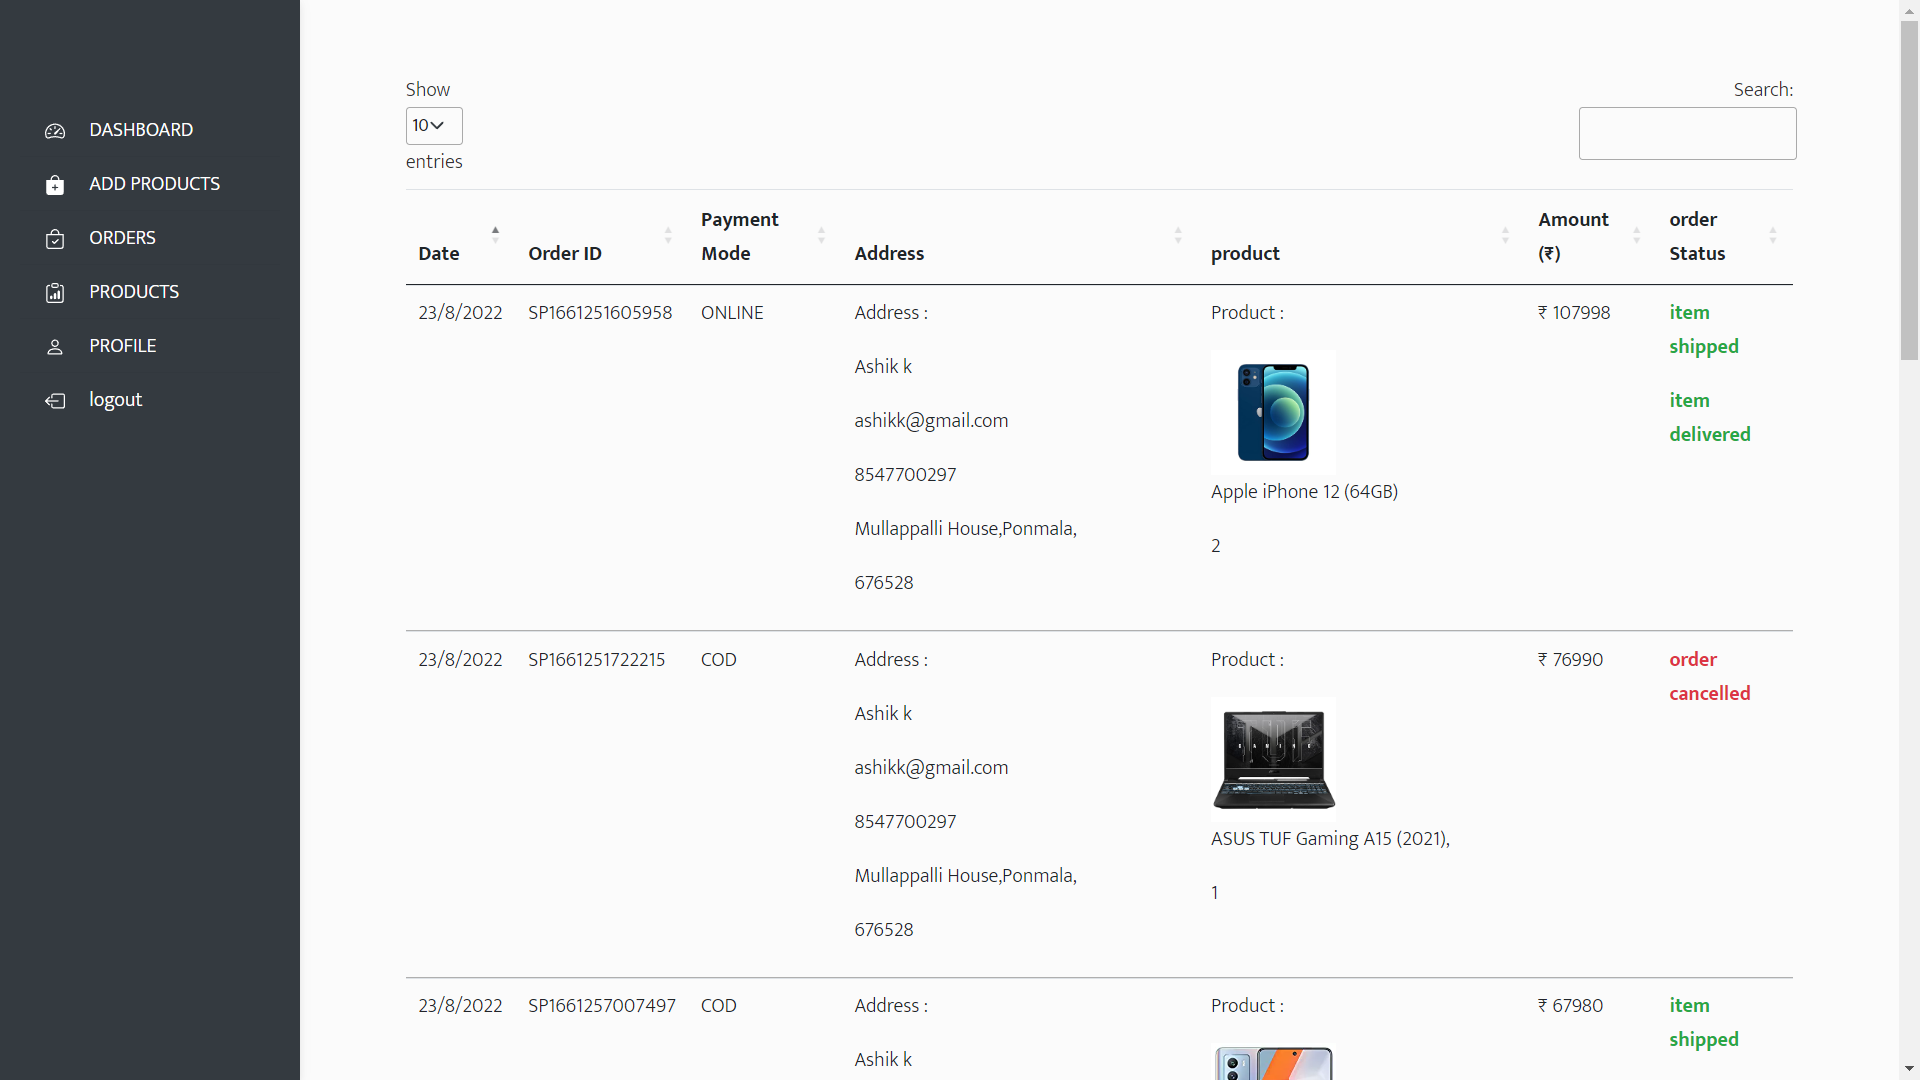 DASHBOARD
ADD PRODUCTS
ORDERS
PRODUCTS
PROFILE
logout
Show
10
entries
Search:
Date
Order ID
Payment
Mode
Address
product
Amount
(₹)
order
Status
23/8/2022
SP1661251605958
ONLINE
Address :
Ashik k
ashikk@gmail.com
8547700297
Mullappalli House,Ponmala,
676528
Product :
Apple iPhone 12 (64GB)
2
₹ 107998
item
shipped
item
delivered
23/8/2022
SP1661251722215
COD
Address :
Ashik k
ashikk@gmail.com
8547700297
Mullappalli House,Ponmala,
676528
Product :
TUF
GAMING
ASUS TUF Gaming A15 (2021),
1
₹ 76990
order
cancelled
23/8/2022
SP1661257007497
COD
Address :
Ashik k
Product :
₹ 67980
item
shipped